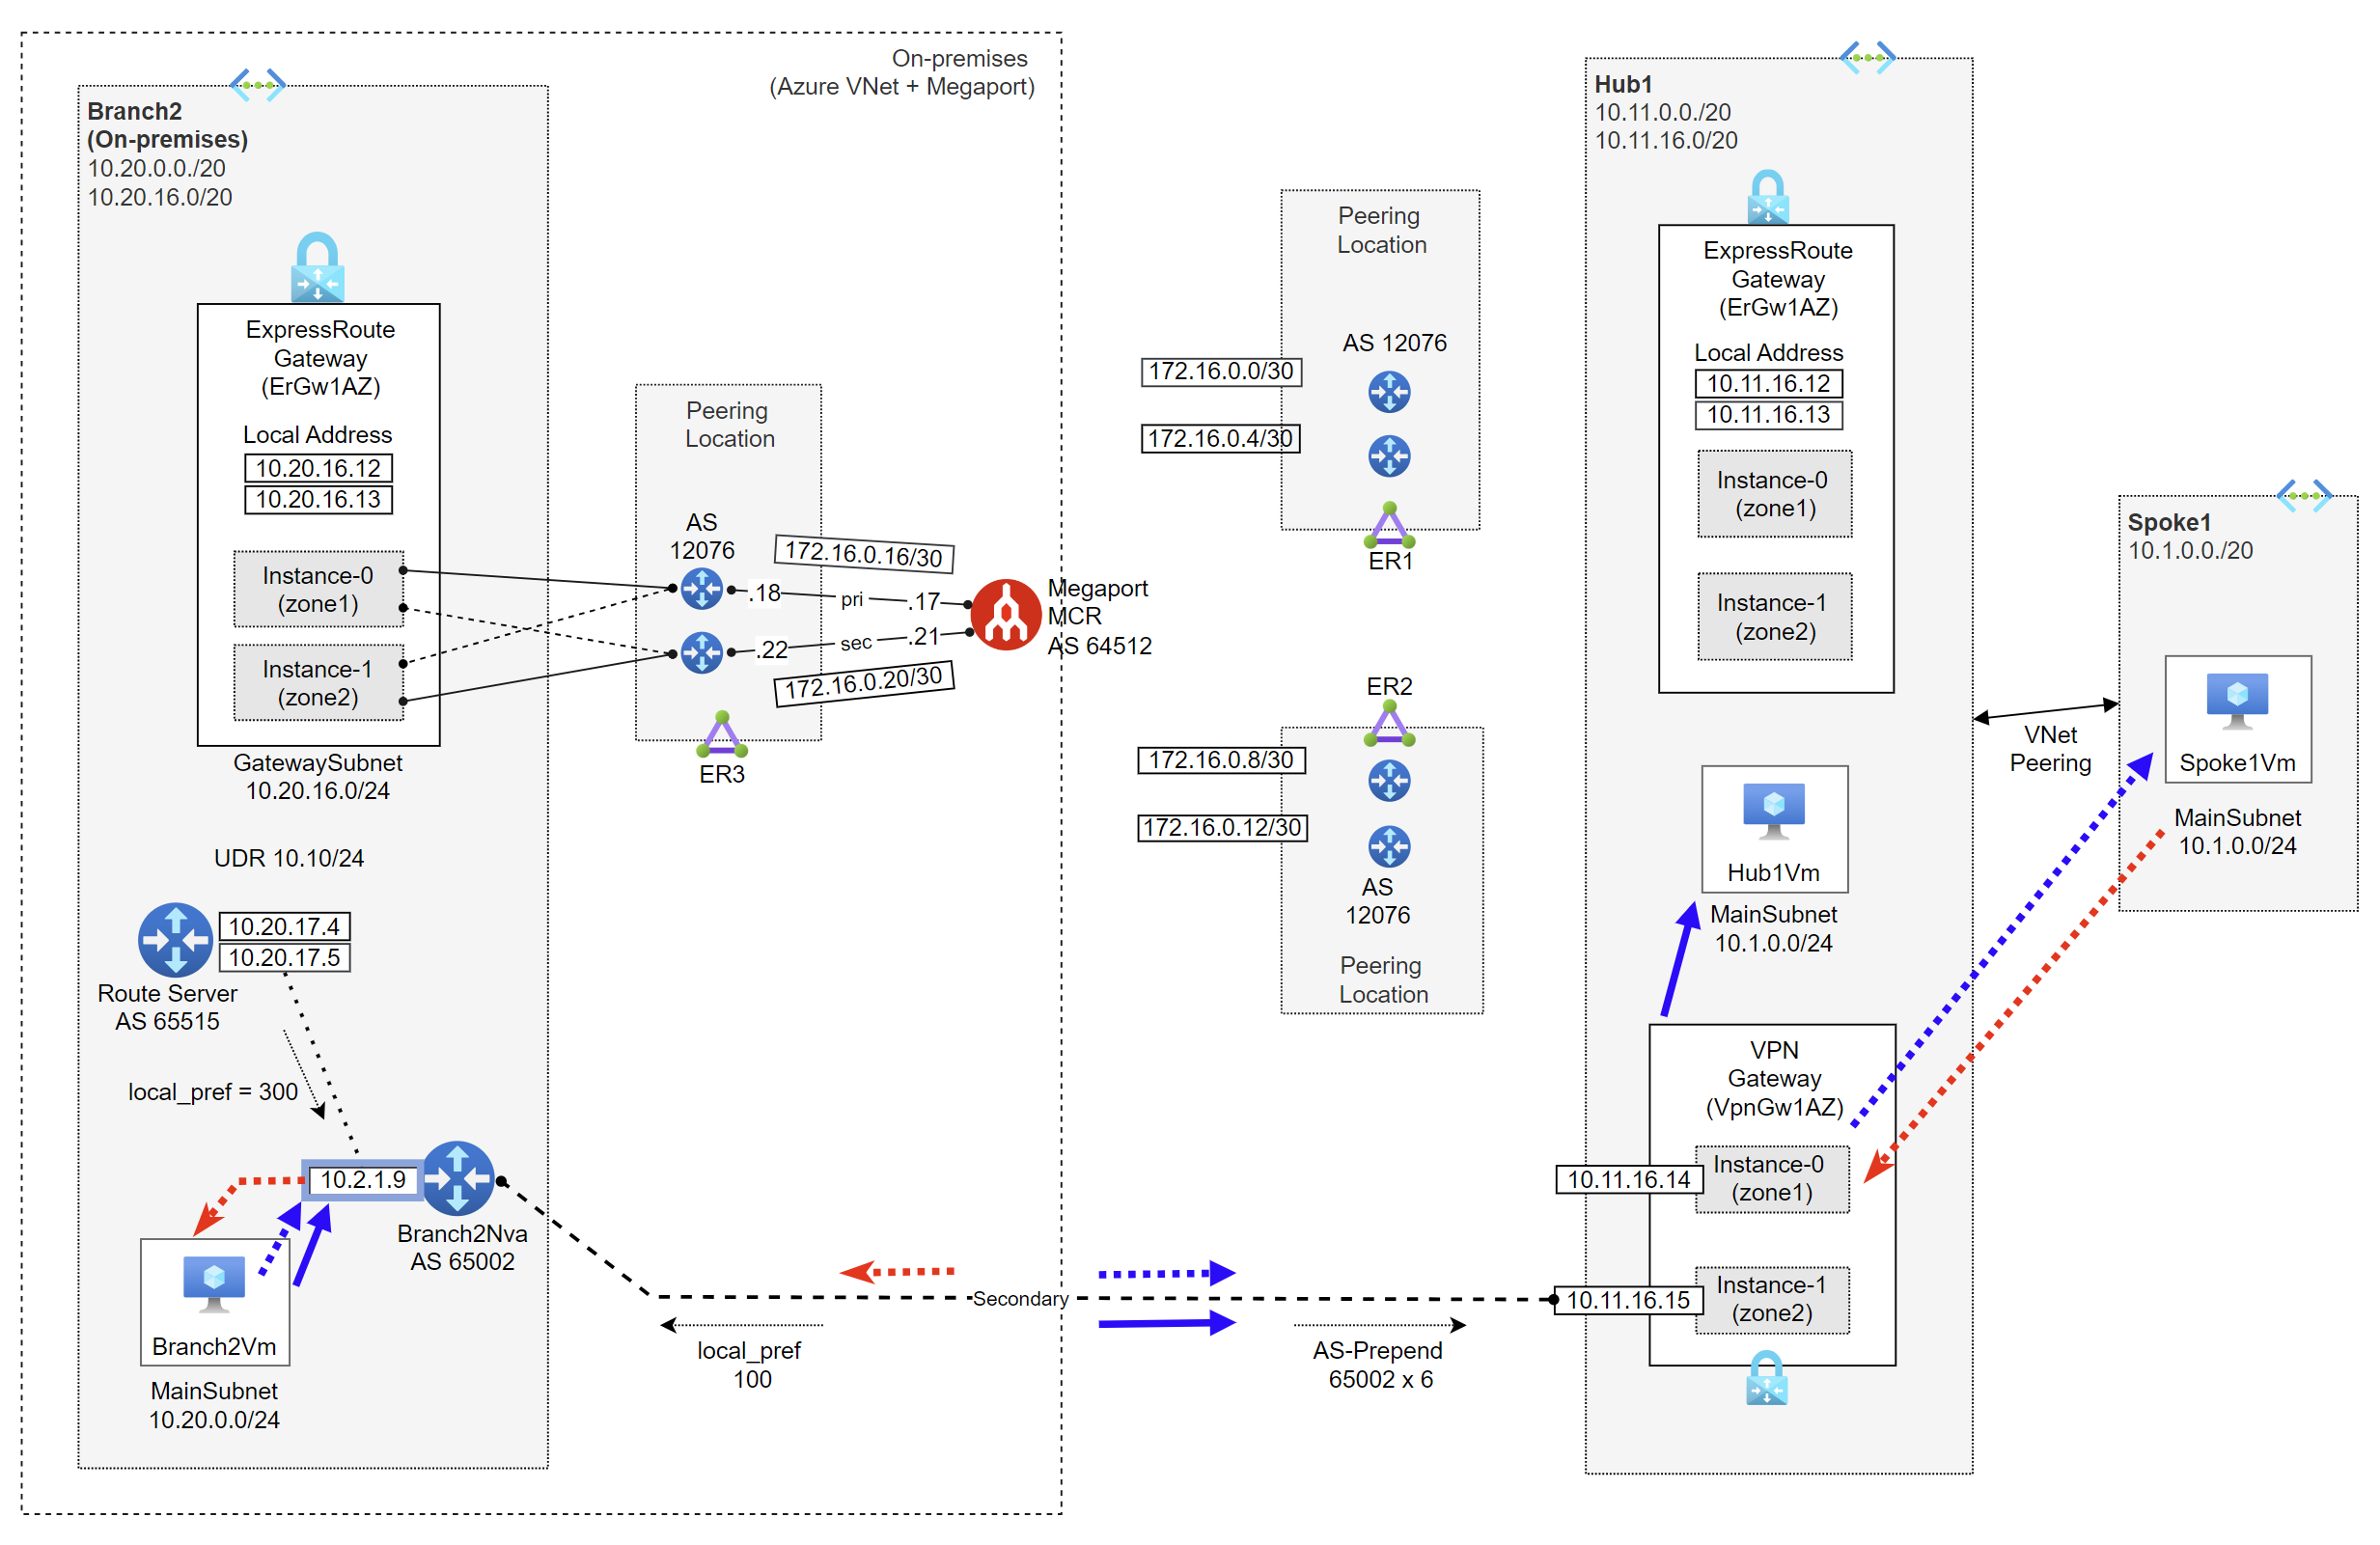 On-premises
(Azure VNet + Megaport)
Branch2
(On-premises)
10.20.0.0./20
10.20.16.0/20
ExpressRoute
Gateway
(ErGw1AZ)
Local Address
10.20.16.12
10.20.16.13
Instance-0
(zone1)
Instance-1
(zone2)
GatewaySubnet
10.20.16.0/24
UDR 10.10/24
10.20.17.4
10.20.17.5
Route Server
AS 65515
local_pref = 300
10.2.1.9
Branch2Nva
AS 65002
Branch2Vm
MainSubnet
10.20.0.0/24
Peering
Location
AS
12076
172.16.0.16/30
.18
pri
.17
.22
sec
.21
172.16.0.20/30
ER3
Megaport
MCR
AS 64512
Peering
Location
AS 12076
172.16.0.0/30
172.16.0.4/30
ER1
ER2
172.16.0.8/30
172.16.0.12/30
AS
12076
Peering
Location
Secondary
local_pref
100
AS-Prepend
65002 x 6
Hub1
10.11.0.0./20
10.11.16.0/20
ExpressRoute
Gateway
(ErGw1AZ)
Local Address
10.11.16.12
10.11.16.13
Instance-0
(zone1)
Instance-1
(zone2)
Hub1Vm
MainSubnet
10.1.0.0/24
VPN
Gateway
(VpnGw1AZ)
10.11.16.14
Instance-0
(zone1)
10.11.16.15
Instance-1
(zone2)
VNet
Peering
Spoke1
10.1.0.0./20
Spoke1Vm
MainSubnet
10.1.0.0/24